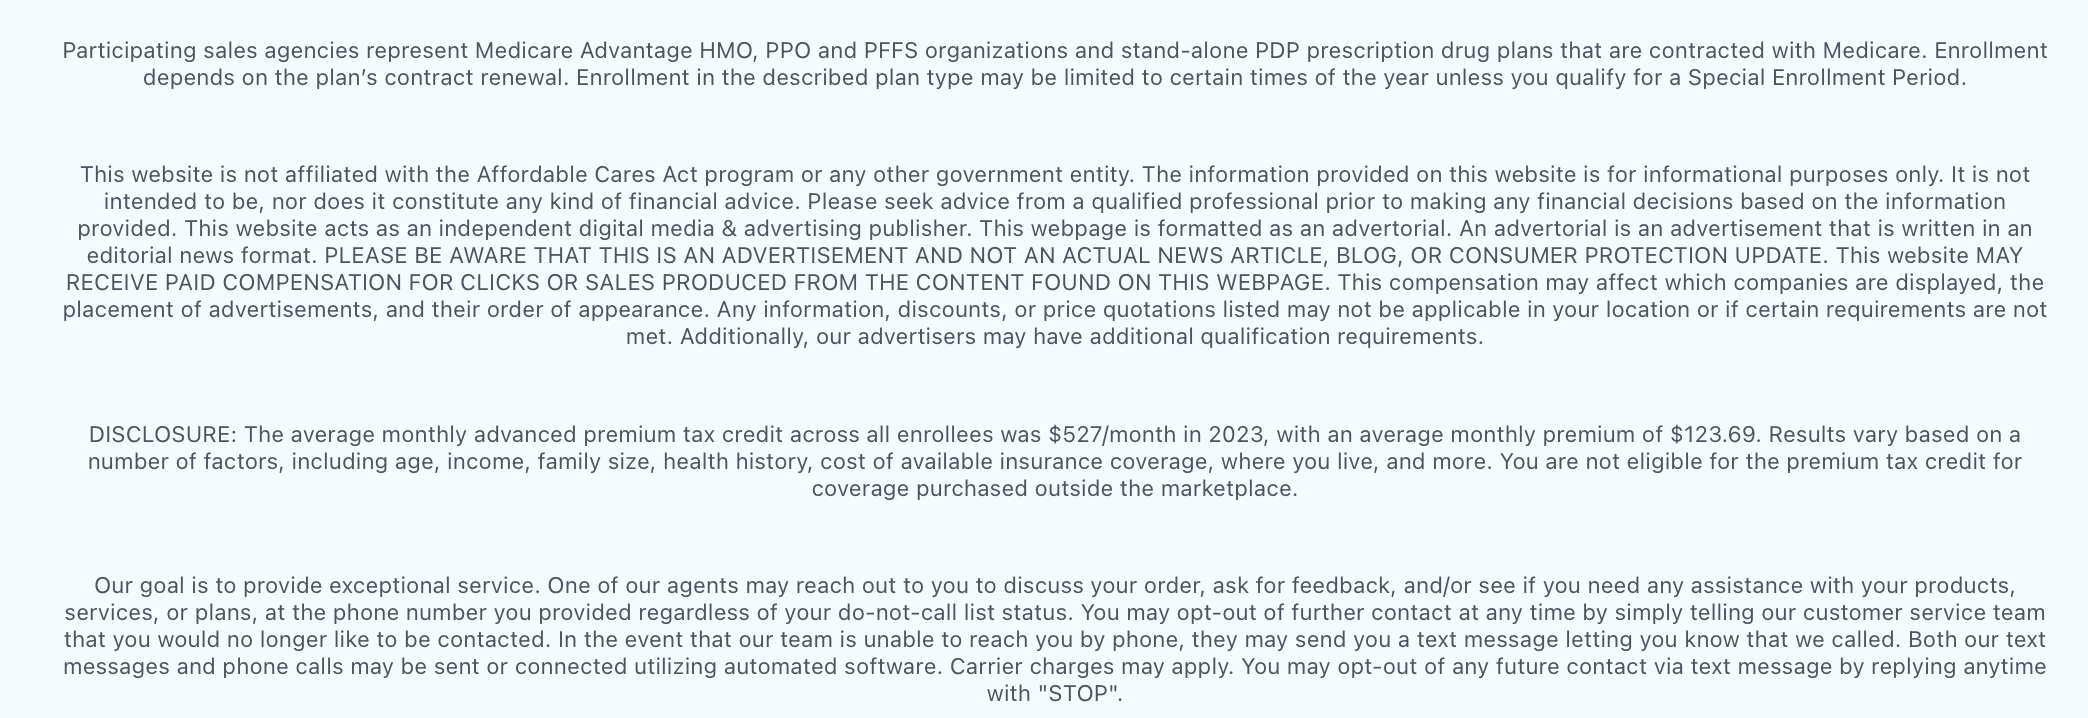 Participating sales agencies represent Medicare Advantage HMO, PPO and PFFS organizations and stand-alone PDP prescription drug plans that are contracted with Medicare. Enrollment
depends on the plan’s contract renewal. Enrollment in the described plan type may be limited to certain times of the year unless you qualify for a Special Enrollment Period.
This website is not affiliated with the Affordable Cares Act program or any other government entity. The information provided on this website is for informational purposes only. It is not
intended to be, nor does it constitute any kind of financial advice. Please seek advice from a qualified professional prior to making any financial decisions based on the information
provided. This website acts as an independent digital media & advertising publisher. This webpage is formatted as an advertorial. An advertorial is an advertisement that is written in an
editorial news format. PLEASE BE AWARE THAT THIS IS AN ADVERTISEMENT AND NOT AN ACTUAL NEWS ARTICLE, BLOG, OR CONSUMER PROTECTION UPDATE. This website MAY
RECEIVE PAID COMPENSATION FOR CLICKS OR SALES PRODUCED FROM THE CONTENT FOUND ON THIS WEBPAGE. This compensation may affect which companies are displayed, the
placement of advertisements, and their order of appearance. Any information, discounts, or price quotations listed may not be applicable in your location or if certain requirements are not
met. Additionally, our advertisers may have additional qualification requirements.
DISCLOSURE: The average monthly advanced premium tax credit across all enrollees was $527/month in 2023, with an average monthly premium of $123.69. Results vary based on a
number of factors, including age, income, family size, health history, cost of available insurance coverage, where you live, and more. You are not eligible for the premium tax credit for
coverage purchased outside the marketplace.
Our goal is to provide exceptional service. One of our agents may reach out to you to discuss your order, ask for feedback, and/or see if you need any assistance with your products,
services, or plans, at the phone number you provided regardless of your do-not-call list status. You may opt-out of further contact at any time by simply telling our customer service team
that you would no longer like to be contacted. In the event that our team is unable to reach you by phone, they may send you a text message letting you know that we called. Both our text
messages and phone calls may be sent or connected utilizing automated software. Carrier charges may apply. You may opt-out of any future contact via text message by replying anytime
with "STOP".